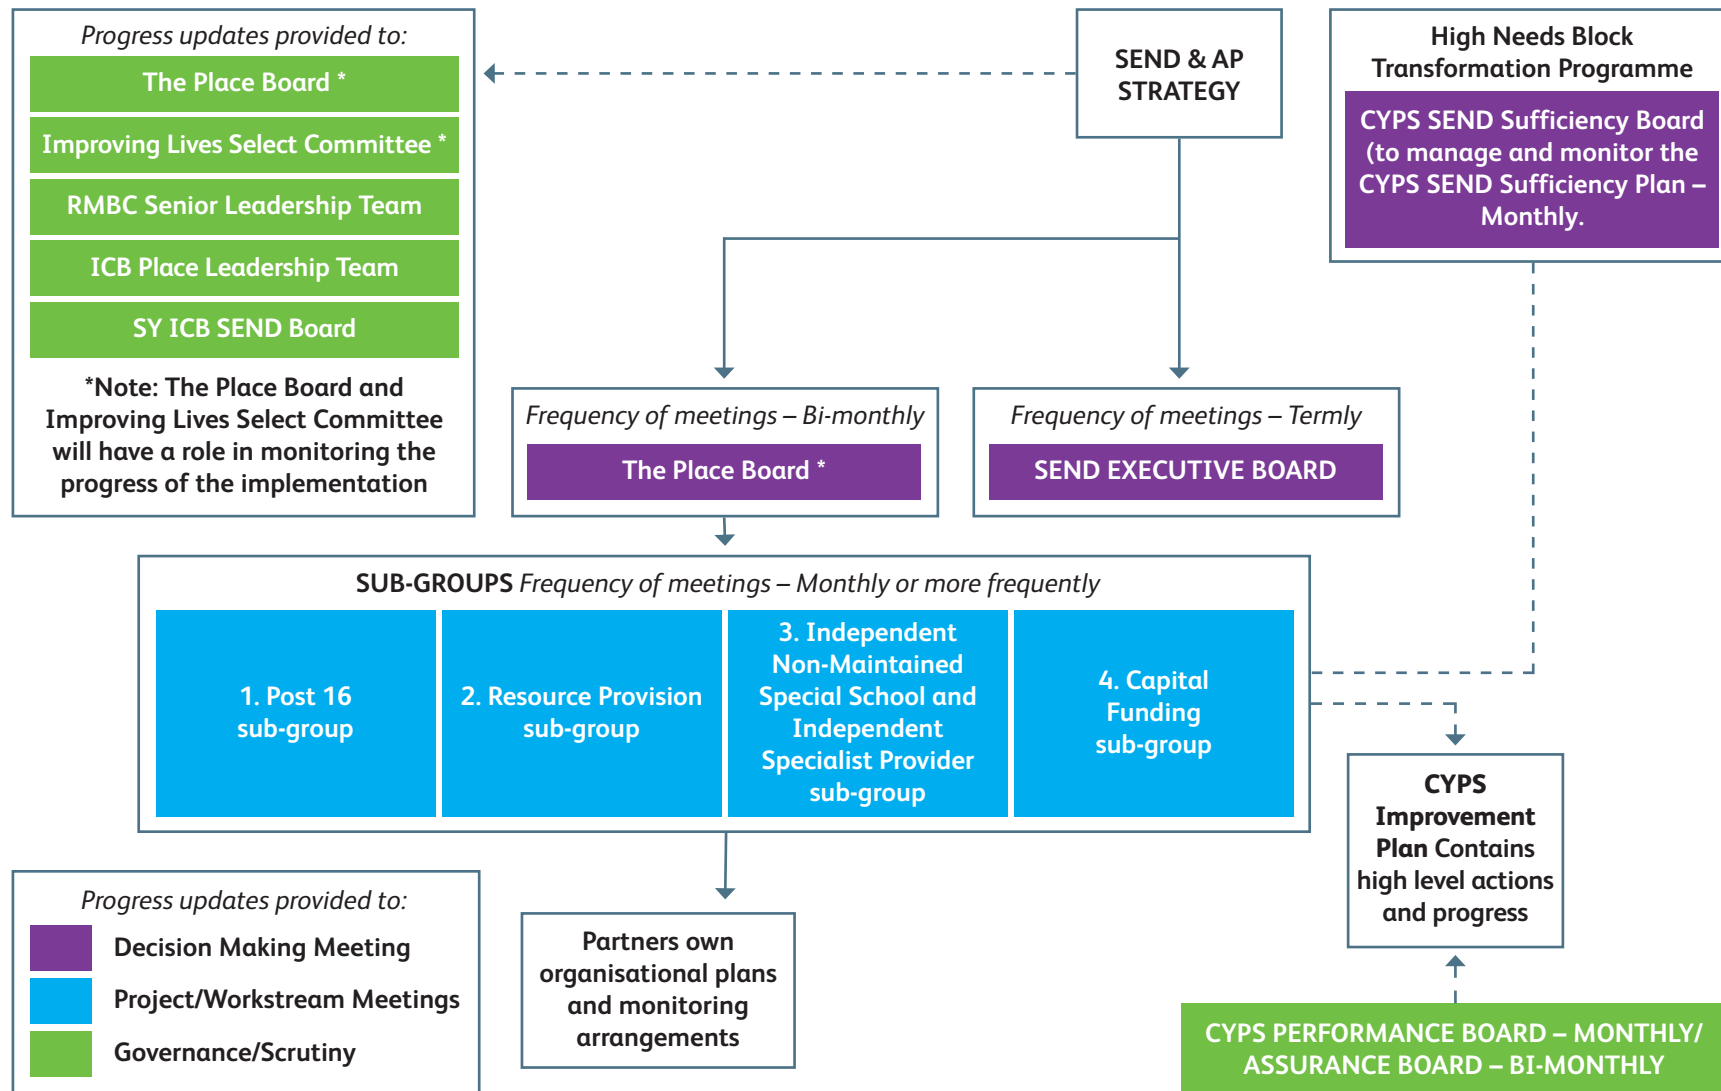 Progress updates provided to:
The Place Board *
Improving Lives Select Committee *
RMBC Senior Leadership Team
ICB Place Leadership Team
SY ICB SEND Board
*Note: The Place Board and
Improving Lives Select Committee
will have a role in monitoring the
progress of the implementation
SEND & AP
STRATEGY
High Needs Block
Transformation Programme
CYPS SEND Sufficiency Board
(to manage and monitor the
CYPS SEND Sufficiency Plan –
Monthly.
Frequency of meetings – Bi-monthly
The Place Board *
Frequency of meetings – Termly
SEND EXECUTIVE BOARD
SUB-GROUPS Frequency of meetings – Monthly or more frequently
1. Post 16
sub-group
2. Resource Provision
sub-group
3. Independent
Non-Maintained
Special School and
Independent
Specialist Provider
sub-group
4. Capital
Funding
sub-group
CYPS
Improvement
Plan Contains
high level actions
and progress
Progress updates provided to:
Decision Making Meeting
Project/Workstream Meetings
Governance/Scrutiny
Partners own
organisational plans
and monitoring
arrangements
CYPS PERFORMANCE BOARD – MONTHLY/
ASSURANCE BOARD – BI-MONTHLY